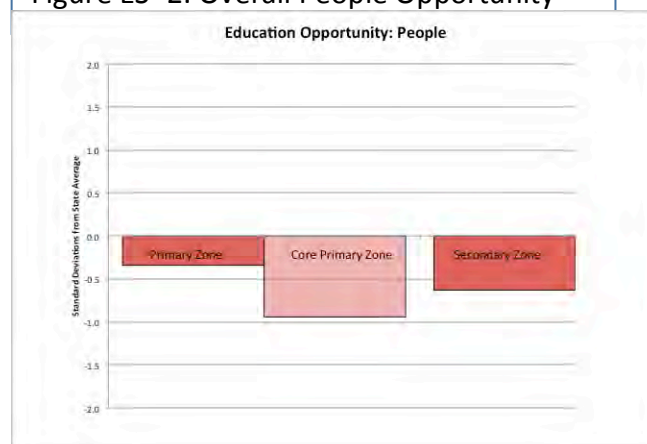 Figure ES-2: Overall People Opportunity
Education Opportunity: People
Standard Deviations from State Average
2.0
1.5
1.0
0.5
0.0
-0.5
-1.0
-1.5
-2.0
Primary Zone
Core Primary Zone
Secondary Zone